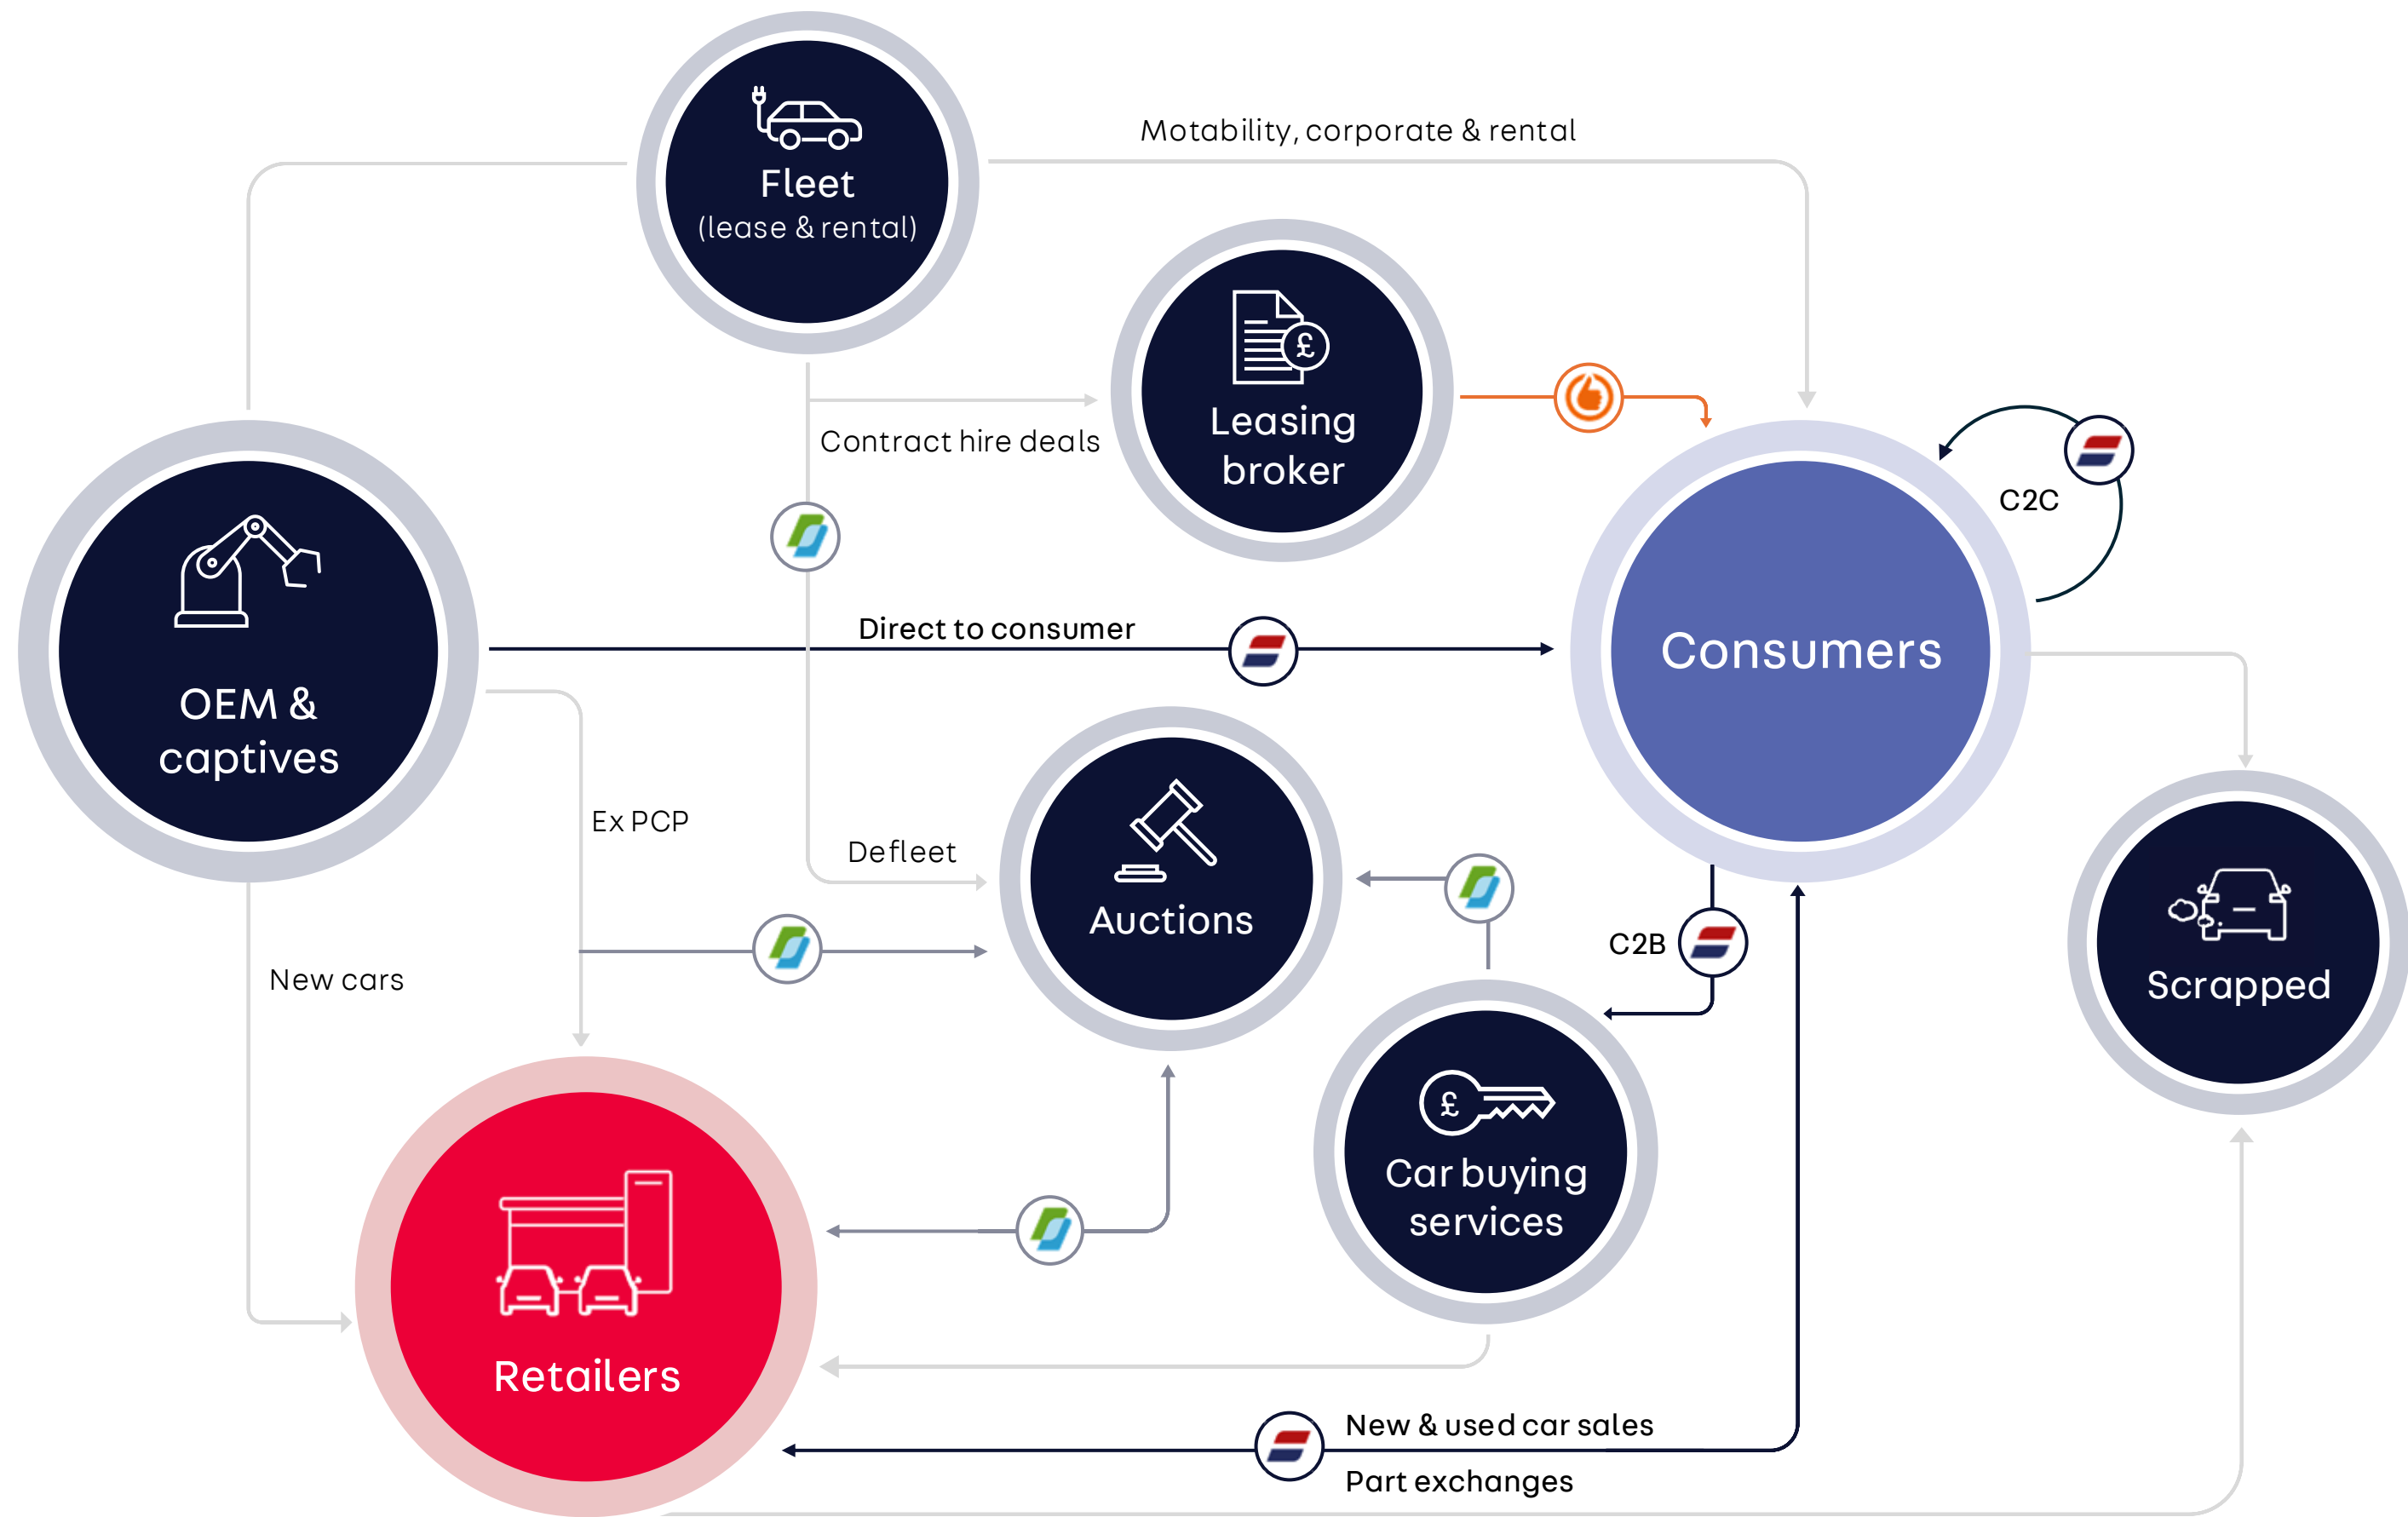 Fleet
(lease & rental)
Motability, corporate & rental
£
Leasing
broker
Contract hire deals
C2C
Direct to consumer
Consumers
OEM &
captives
Ex PCP
Defleet
Auctions
C2B
New cars
Scrapped
£
Car buying
services
Retailers
New & used car sales
Part exchanges